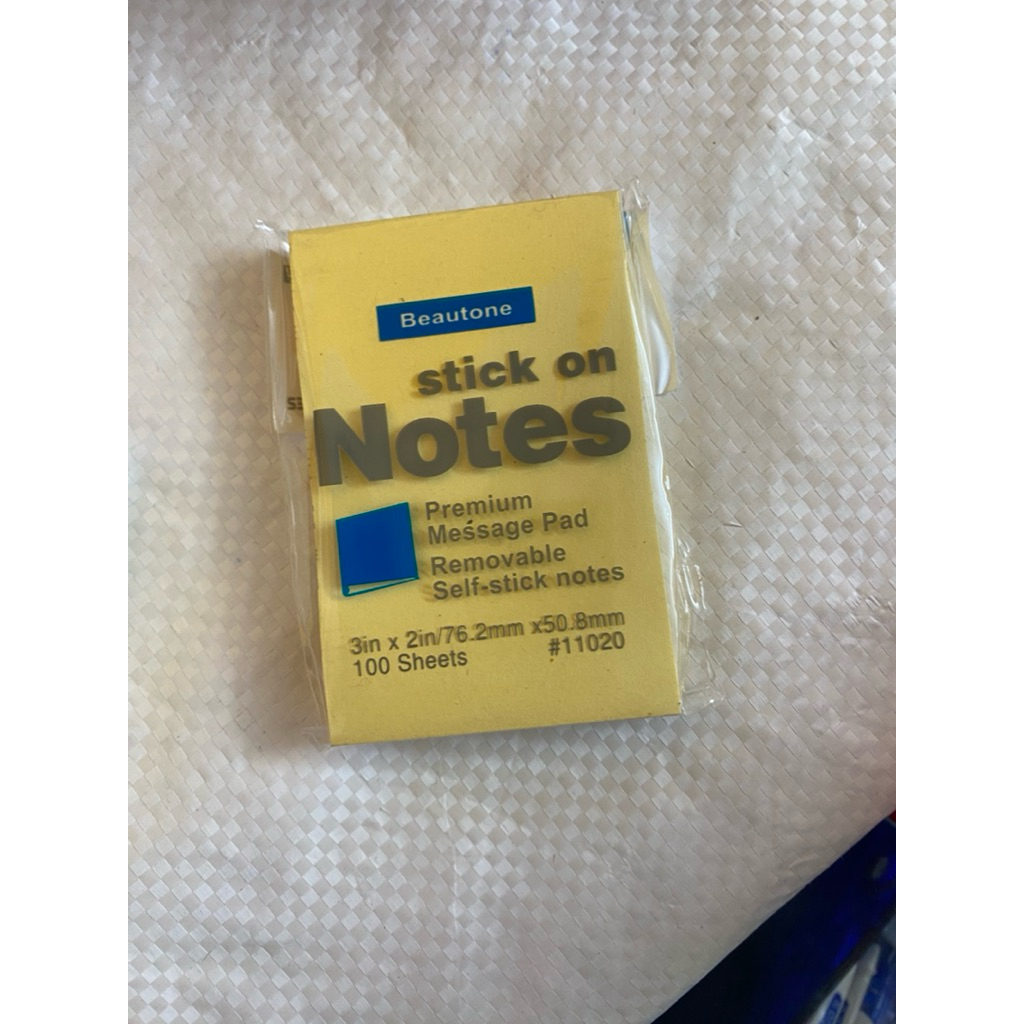 Beautone
stick on
Notes
Premium
Message Pad
Removable
Self-stick notes
3in x 2in/76.2mm x50.8mm
100 Sheets #11020